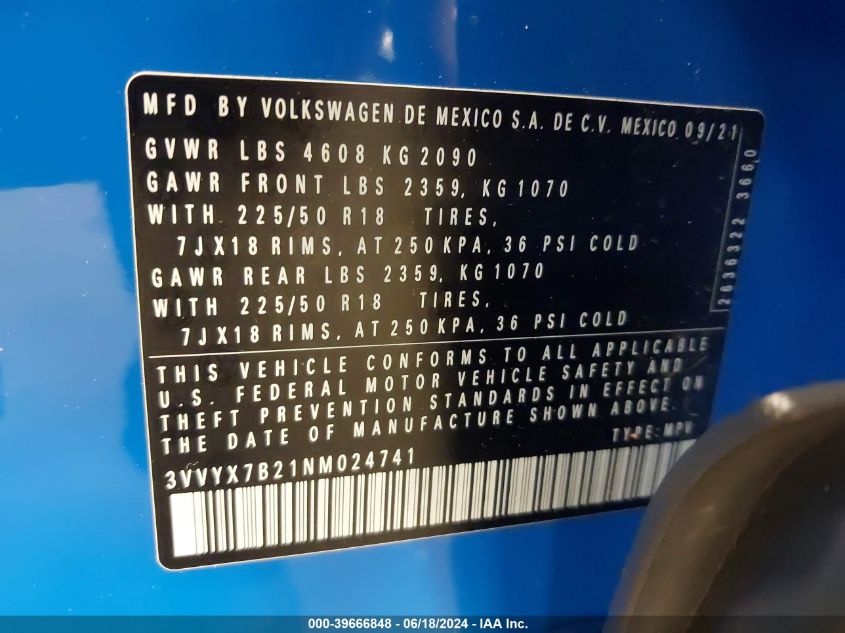 MFD BY VOLKSWAGEN DE MEXICO S.A. DE C.V. MEXICO 09/21
GVWR LBS 4608 KG 2090
GAWR FRONT LBS 2359, KG 1070
WITH 225/50 R18 TIRES,
7JX18 RIMS, AT 250 KPA, 36 PSI COLD
GAWR REAR LBS 2359, KG 1070
WITH 225/50 R18 TIRES,
7JX18 RIMS, AT 250 KPA, 36 PSI COLD
2636322 3660
THIS VEHICLE CONFORMS TO ALL APPLICABLE
U.S. FEDERAL MOTOR VEHICLE SAFETY AND
THEFT PREVENTION STANDARDS IN EFFECT ON
THE DATE OF MANUFACTURE SHOWN ABOVE.
TYPE: MPV
3VVYX7B21NM024741
000-39666848 - 06/18/2024 - IAA Inc.